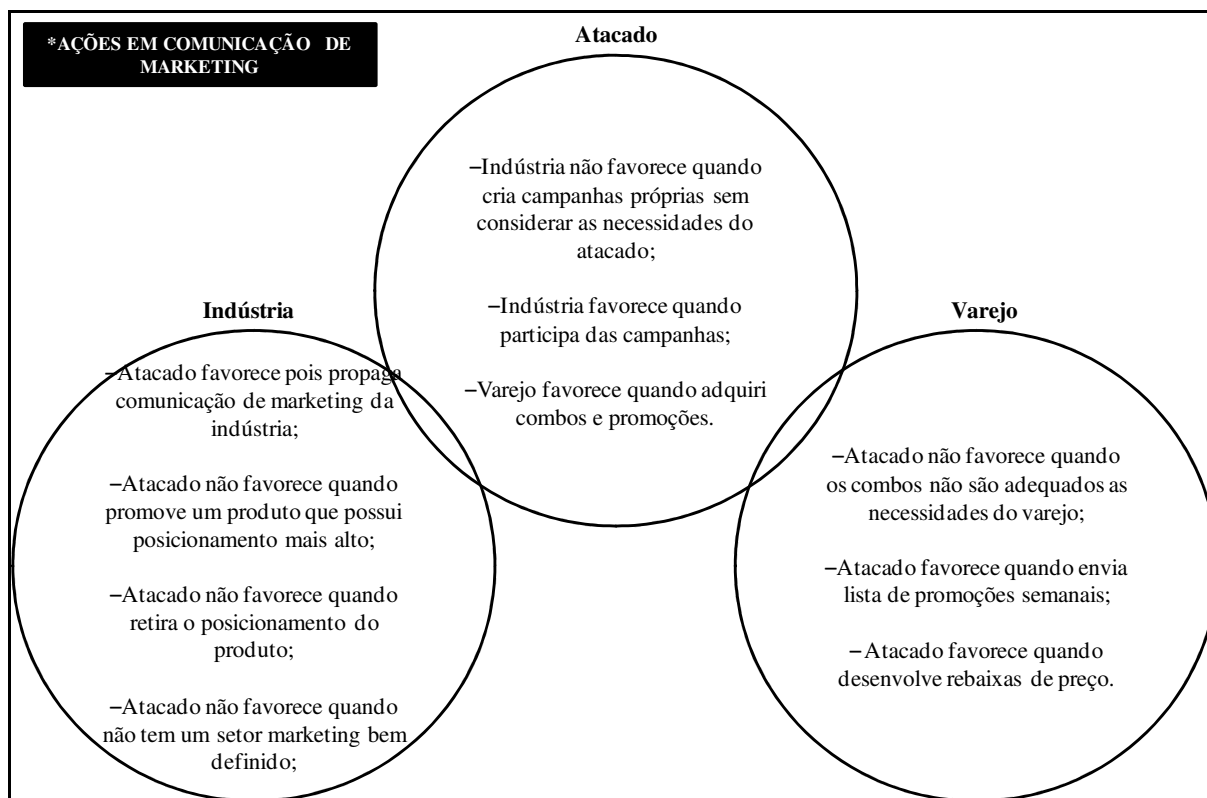 *AÇÕES EM COMUNICAÇÃO DE
MARKETING
Atacado
–Indústria não favorece quando
cria campanhas próprias sem
considerar as necessidades do
atacado;
–Indústria favorece quando
participa das campanhas;
–Varejo favorece quando adquiri
combos e promoções.
Indústria
–Atacado favorece pois propaga
comunicação de marketing da
indústria;
–Atacado não favorece quando
promove um produto que possui
posicionamento mais alto;
–Atacado não favorece quando
retira o posicionamento do
produto;
–Atacado não favorece quando
não tem um setor marketing bem
definido;
Varejo
–Atacado não favorece quando
os combos não são adequados as
necessidades do varejo;
–Atacado favorece quando envia
lista de promoções semanais;
–Atacado favorece quando
desenvolve rebaixas de preço.